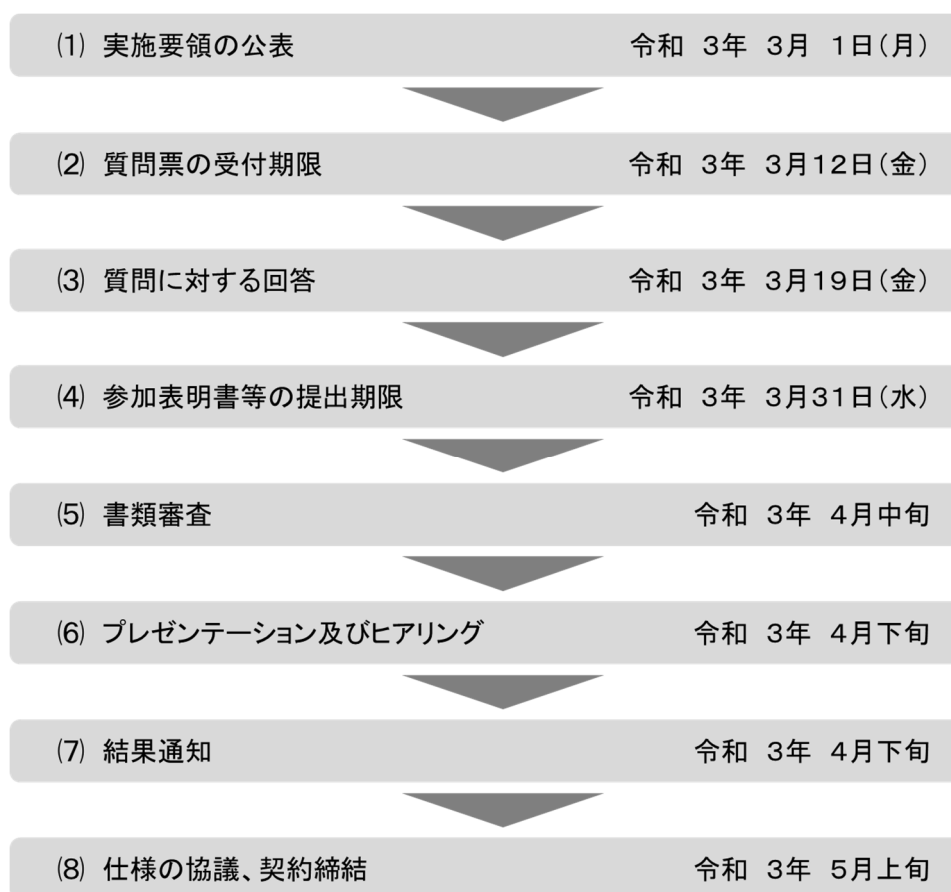 ⑴ 実施要領の公表 令和 3年 3月 1日(月)
⑵ 質問票の受付期限 令和 3年 3月12日(金)
⑶ 質問に対する回答 令和 3年 3月19日(金)
⑷ 参加表明書等の提出期限 令和 3年 3月31日(水)
⑸ 書類審査 令和 3年 4月中旬
⑹ プレゼンテーション及びヒアリング 令和 3年 4月下旬
⑺ 結果通知 令和 3年 4月下旬
⑻ 仕様の協議、契約締結 令和 3年 5月上旬